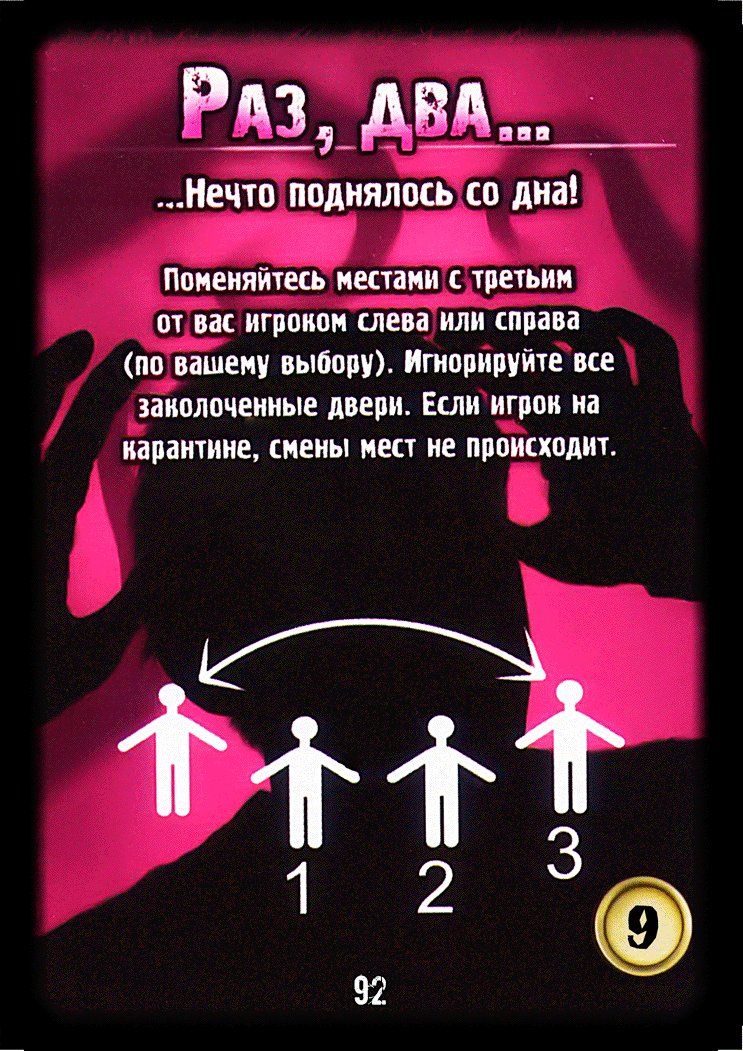 Раз, два...
...Нечто поднялось со дна!
Поменяйтесь местами с третьим
от вас игроком слева или справа
(по вашему выбору). Игнорируйте все
заколоченные двери. Если игрок на
карантине, смены мест не происходит.
1
2
3
9
92